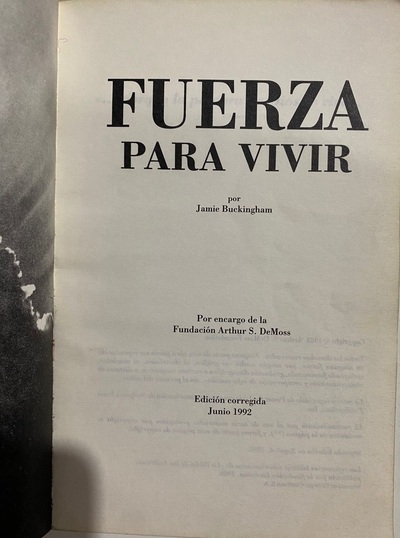 FUERZA
PARA VIVIR
por
Jamie Buckingham
Por encargo de la
Fundación Arthur S. DeMoss
Edición corregida
Junio 1992